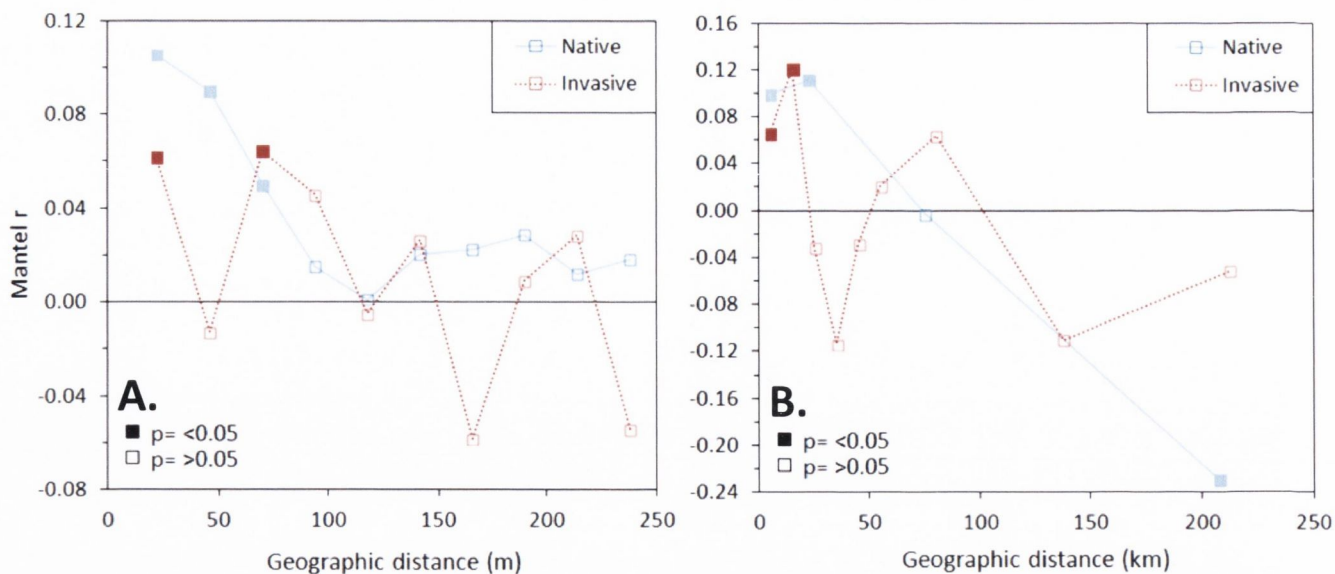 0.12
0.08
0.04
0.00
-0.04
-0.08
Mantel r
Native
Invasive
A.
■ p= <0.05
□ p= >0.05
0 50 100 150 200 250
Geographic distance (m)
0.16
0.12
0.08
0.04
0.00
-0.04
-0.08
-0.12
-0.16
-0.20
-0.24
Native
Invasive
B.
■ p= <0.05
□ p= >0.05
0 50 100 150 200 250
Geographic distance (km)